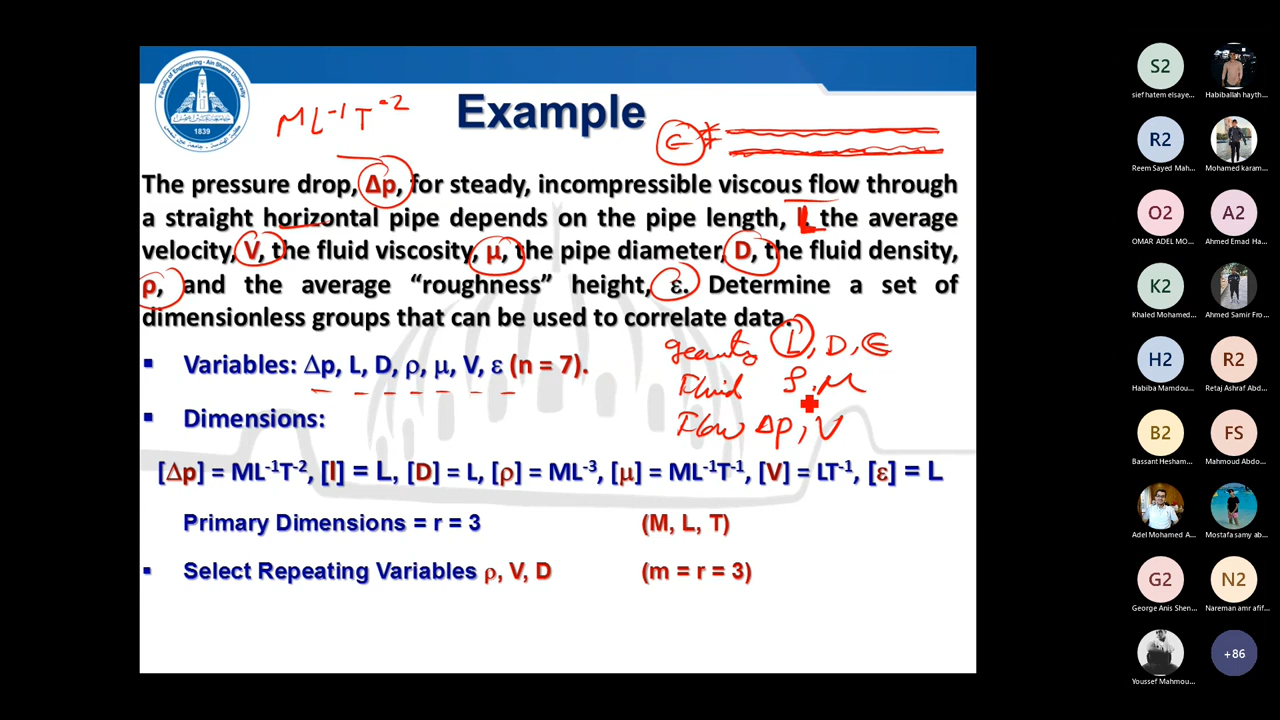 Faculty of Engineering - Ain Shams University
1839
ML⁻¹T⁻²
Example
ϵ
The pressure drop, Δp, for steady, incompressible viscous flow through
a straight horizontal pipe depends on the pipe length, l, the average
velocity, V, the fluid viscosity, μ, the pipe diameter, D, the fluid density,
ρ, and the average “roughness” height, ε. Determine a set of
dimensionless groups that can be used to correlate data.
▪ Variables: Δp, L, D, ρ, μ, V, ε (n = 7).
L, D, ϵ
Fluid ρ, μ
Flow Δp, V
▪ Dimensions:
[Δp] = ML⁻¹T⁻², [l] = L, [D] = L, [ρ] = ML⁻³, [μ] = ML⁻¹T⁻¹, [V] = LT⁻¹, [ε] = L
Primary Dimensions = r = 3 (M, L, T)
▪ Select Repeating Variables ρ, V, D (m = r = 3)
S2
sief hatem elsaye...
Habiballah hayth...
R2
Reem Sayed Mah...
Mohamed karam...
O2
OMAR ADEL MO...
A2
Ahmed Emad Ha...
K2
Khaled Mohamed...
Ahmed Samir Fro...
H2
Habiba Mamdou...
R2
Retaj Ashraf Abd...
B2
Bassant Hesham...
FS
Mahmoud Abdo...
Adel Mohamed A...
Mostafa samy ab...
G2
George Anis Shen...
N2
Nareman amr afif...
Youssef Mahmou...
+86